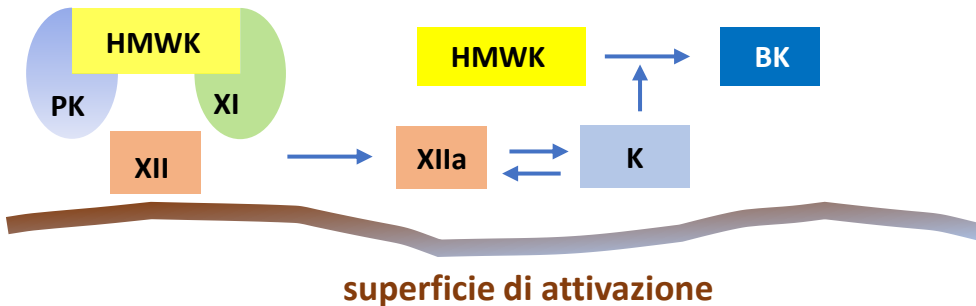 HMWK
PK
XI
XII
HMWK
BK
XIIa
K
superficie di attivazione